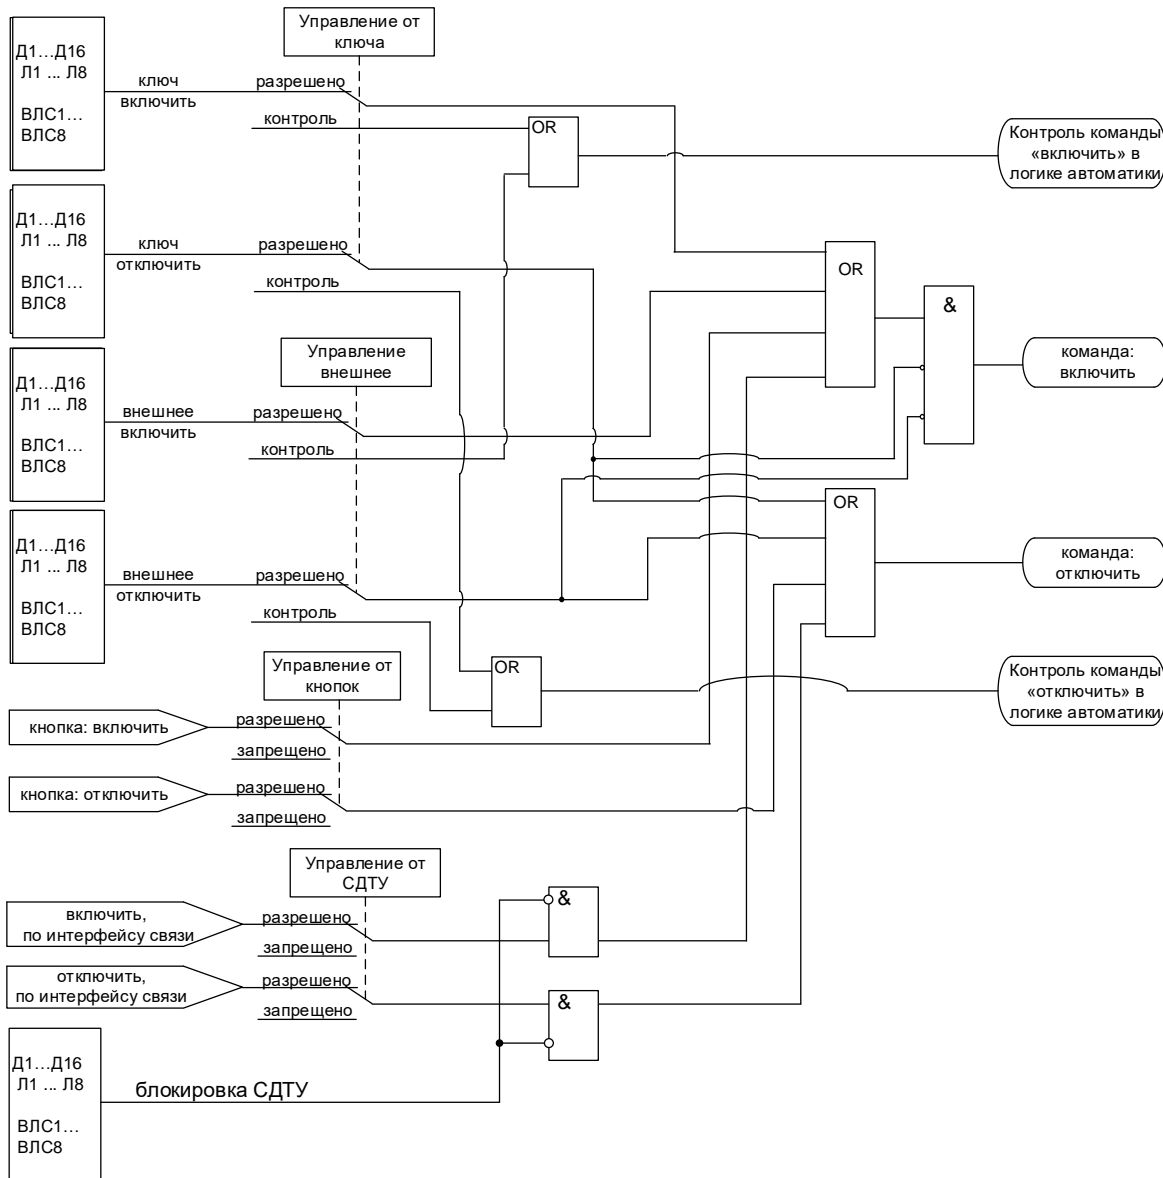 Управление от
ключа
Д1...Д16
Л1 ... Л8
ВЛС1...
ВЛС8
ключ
включить
разрешено
контроль
OR
Контроль команды
«включить» в
логике автоматики
Д1...Д16
Л1 ... Л8
ВЛС1...
ВЛС8
ключ
отключить
разрешено
контроль
OR
&
Управление
внешнее
команда:
включить
Д1...Д16
Л1 ... Л8
ВЛС1...
ВЛС8
внешнее
включить
разрешено
контроль
OR
Д1...Д16
Л1 ... Л8
ВЛС1...
ВЛС8
внешнее
отключить
разрешено
контроль
команда:
отключить
Управление от
кнопок
OR
Контроль команды
«отключить» в
логике автоматики
кнопка: включить
разрешено
запрещено
кнопка: отключить
разрешено
запрещено
Управление от
СДТУ
включить,
по интерфейсу связи
разрешено
запрещено
&
отключить,
по интерфейсу связи
разрешено
запрещено
&
Д1...Д16
Л1 ... Л8
ВЛС1...
ВЛС8
блокировка СДТУ